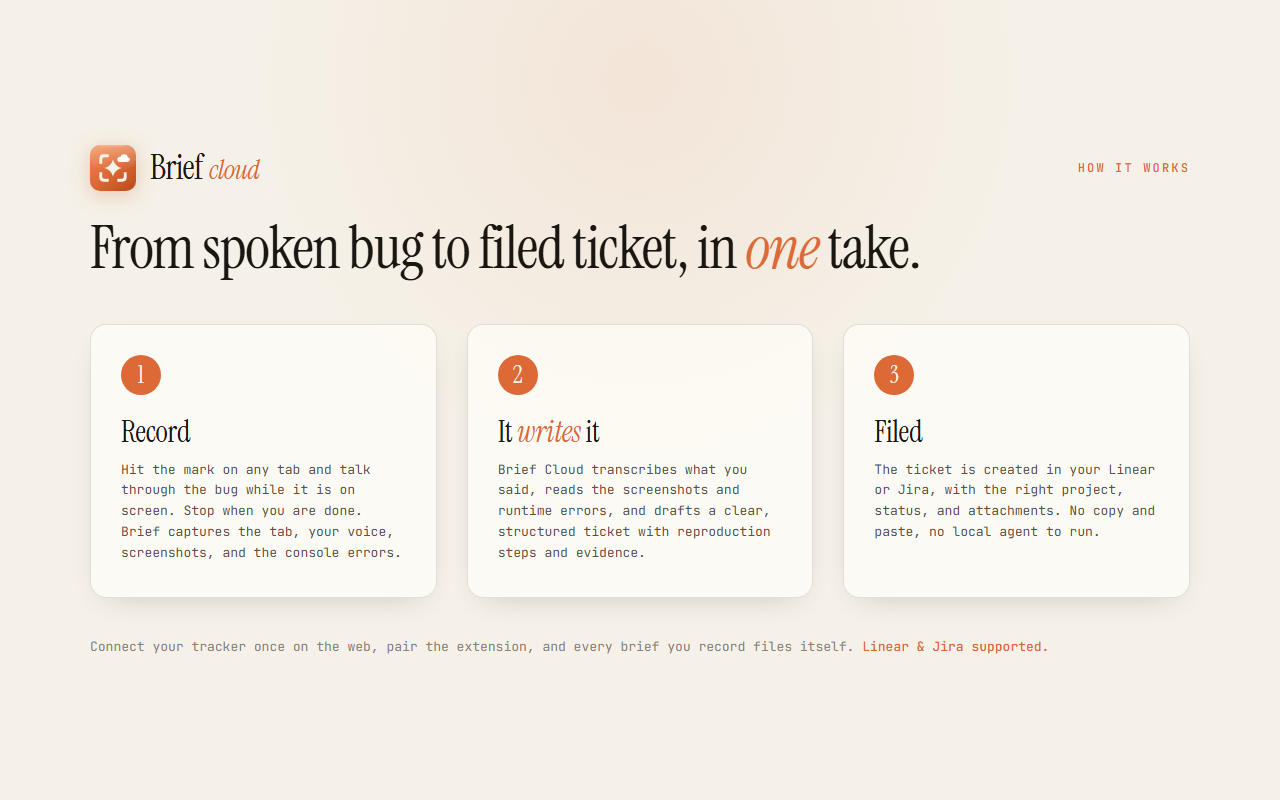 Brief cloud
HOW IT WORKS
From spoken bug to filed ticket, in one take.
1
Record
Hit the mark on any tab and talk
through the bug while it is on
screen. Stop when you are done.
Brief captures the tab, your voice,
screenshots, and the console errors.
2
It writes it
Brief Cloud transcribes what you
said, reads the screenshots and
runtime errors, and drafts a clear,
structured ticket with reproduction
steps and evidence.
3
Filed
The ticket is created in your Linear
or Jira, with the right project,
status, and attachments. No copy and
paste, no local agent to run.
Connect your tracker once on the web, pair the extension, and every brief you record files itself. Linear & Jira supported.